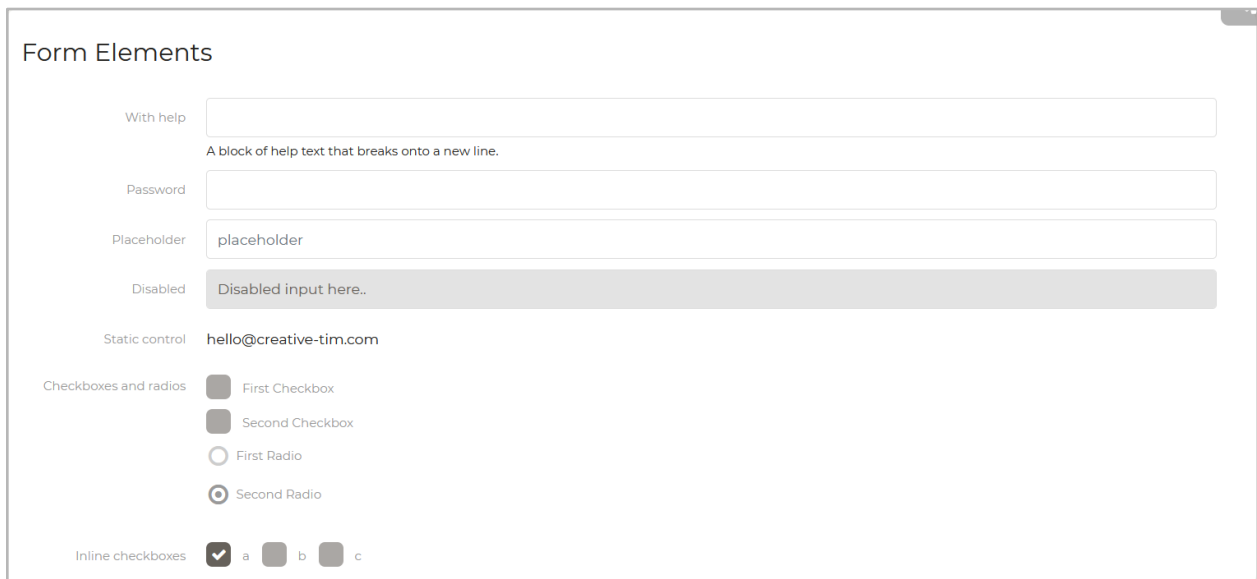 Form Elements
With help
A block of help text that breaks onto a new line.
Password
Placeholder placeholder
Disabled Disabled input here..
Static control hello@creative-tim.com
Checkboxes and radios First Checkbox
Second Checkbox
First Radio
Second Radio
Inline checkboxes a b c